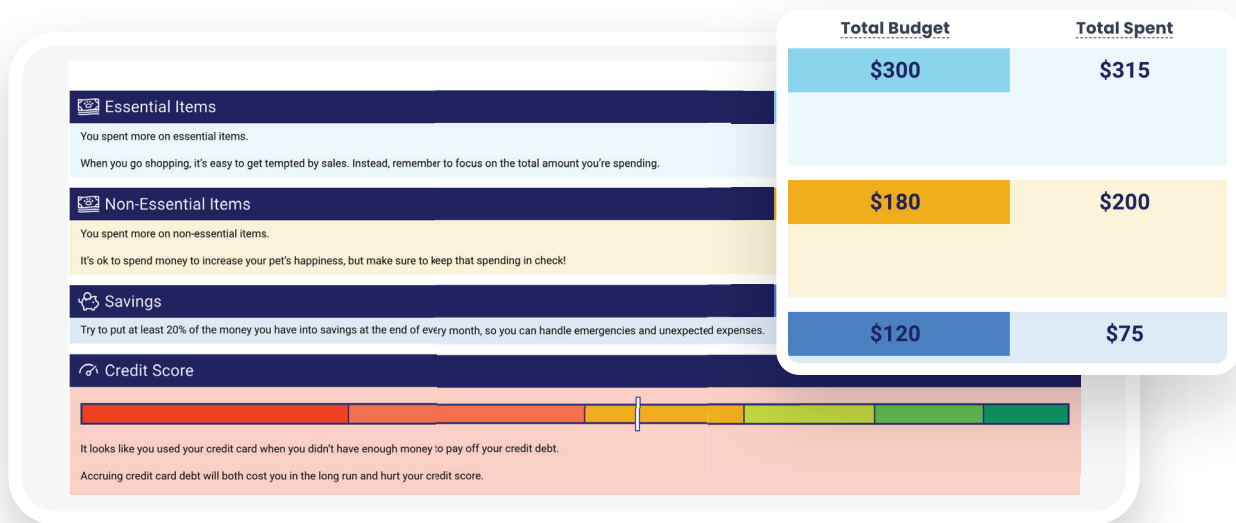 Total Budget Total Spent
$300 $315
Essential Items
You spent more on essential items.
When you go shopping, it's easy to get tempted by sales. Instead, remember to focus on the total amount you're spending.
Non-Essential Items
$180 $200
You spent more on non-essential items.
It's ok to spend money to increase your pet's happiness, but make sure to keep that spending in check!
Savings
Try to put at least 20% of the money you have into savings at the end of every month, so you can handle emergencies and unexpected expenses.
$120 $75
Credit Score
It looks like you used your credit card when you didn't have enough money to pay off your credit debt.
Accruing credit card debt will both cost you in the long run and hurt your credit score.